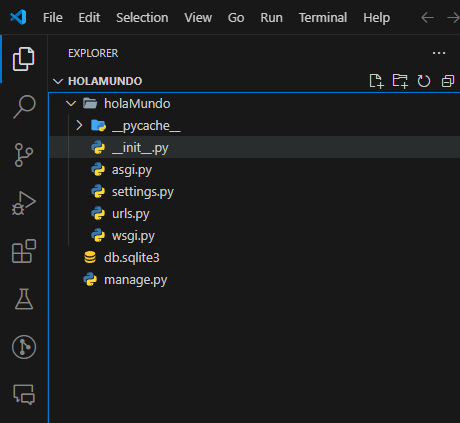 File Edit Selection View Go Run Terminal Help
EXPLORER
HOLAMUNDO
holaMundo
__pycache__
__init__.py
asgi.py
settings.py
urls.py
wsgi.py
db.sqlite3
manage.py